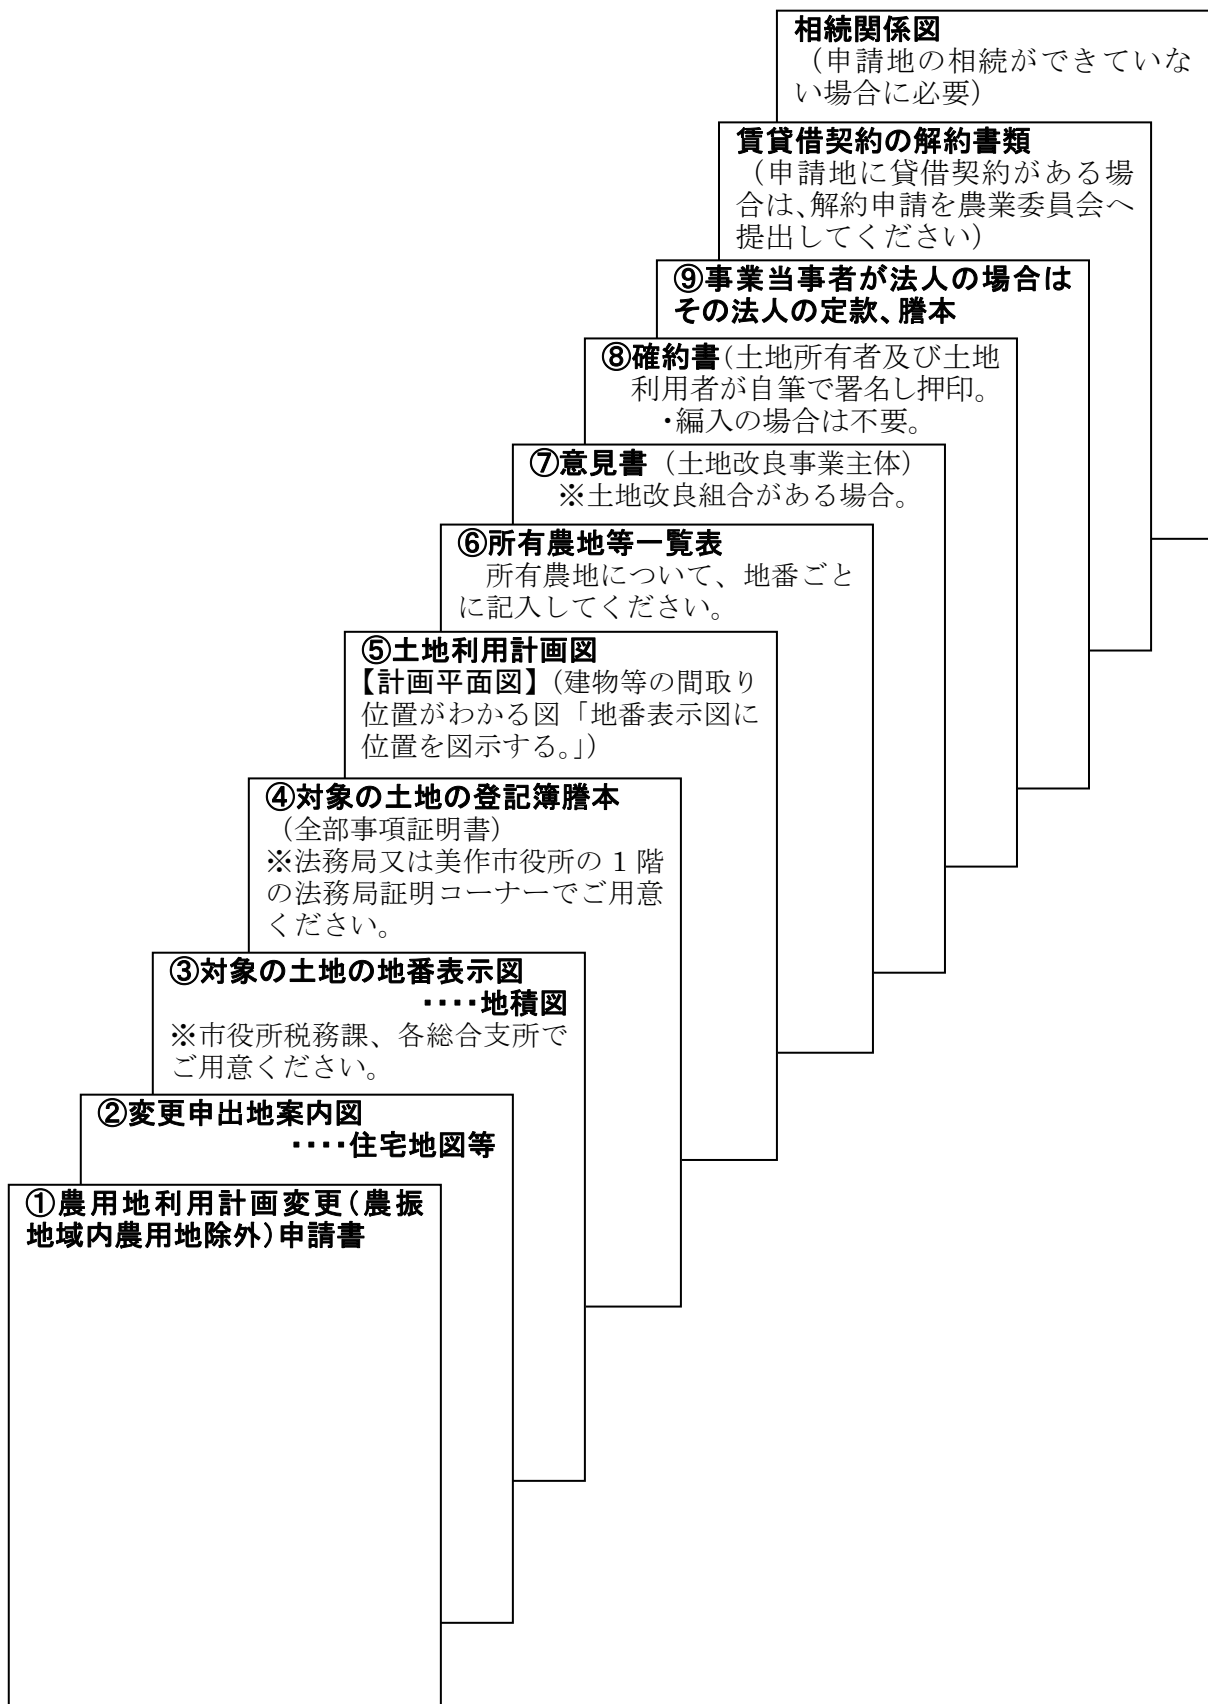 相続関係図
（申請地の相続ができていな
い場合に必要）
賃貸借契約の解約書類
（申請地に貸借契約がある場
合は、解約申請を農業委員会へ
提出してください）
⑨事業当事者が法人の場合は
その法人の定款、謄本
⑧確約書（土地所有者及び土地
利用者が自筆で署名し押印。
・編入の場合は不要。
⑦意見書（土地改良事業主体）
※土地改良組合がある場合。
⑥所有農地等一覧表
所有農地について、地番ごと
に記入してください。
⑤土地利用計画図
【計画平面図】（建物等の間取り
位置がわかる図「地番表示図に
位置を図示する。」）
④対象の土地の登記簿謄本
（全部事項証明書）
※法務局又は美作市役所の 1 階
の法務局証明コーナーでご用意
ください。
③対象の土地の地番表示図
‥‥地積図
※市役所税務課、各総合支所で
ご用意ください。
②変更申出地案内図
‥‥住宅地図等
①農用地利用計画変更（農振
地域内農用地除外）申請書